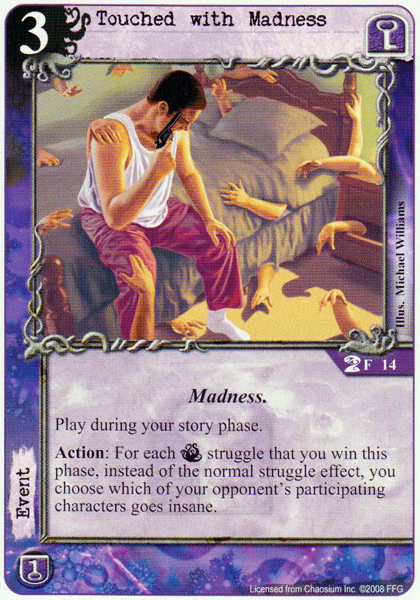 3
Touched with Madness
Illus. Michael Williams
F 14
Madness.
Play during your story phase.
Action: For each struggle that you win this
phase, instead of the normal struggle effect, you
choose which of your opponent's participating
characters goes insane.
Event
1
Licensed from Chaosium Inc. ©2008 FFG